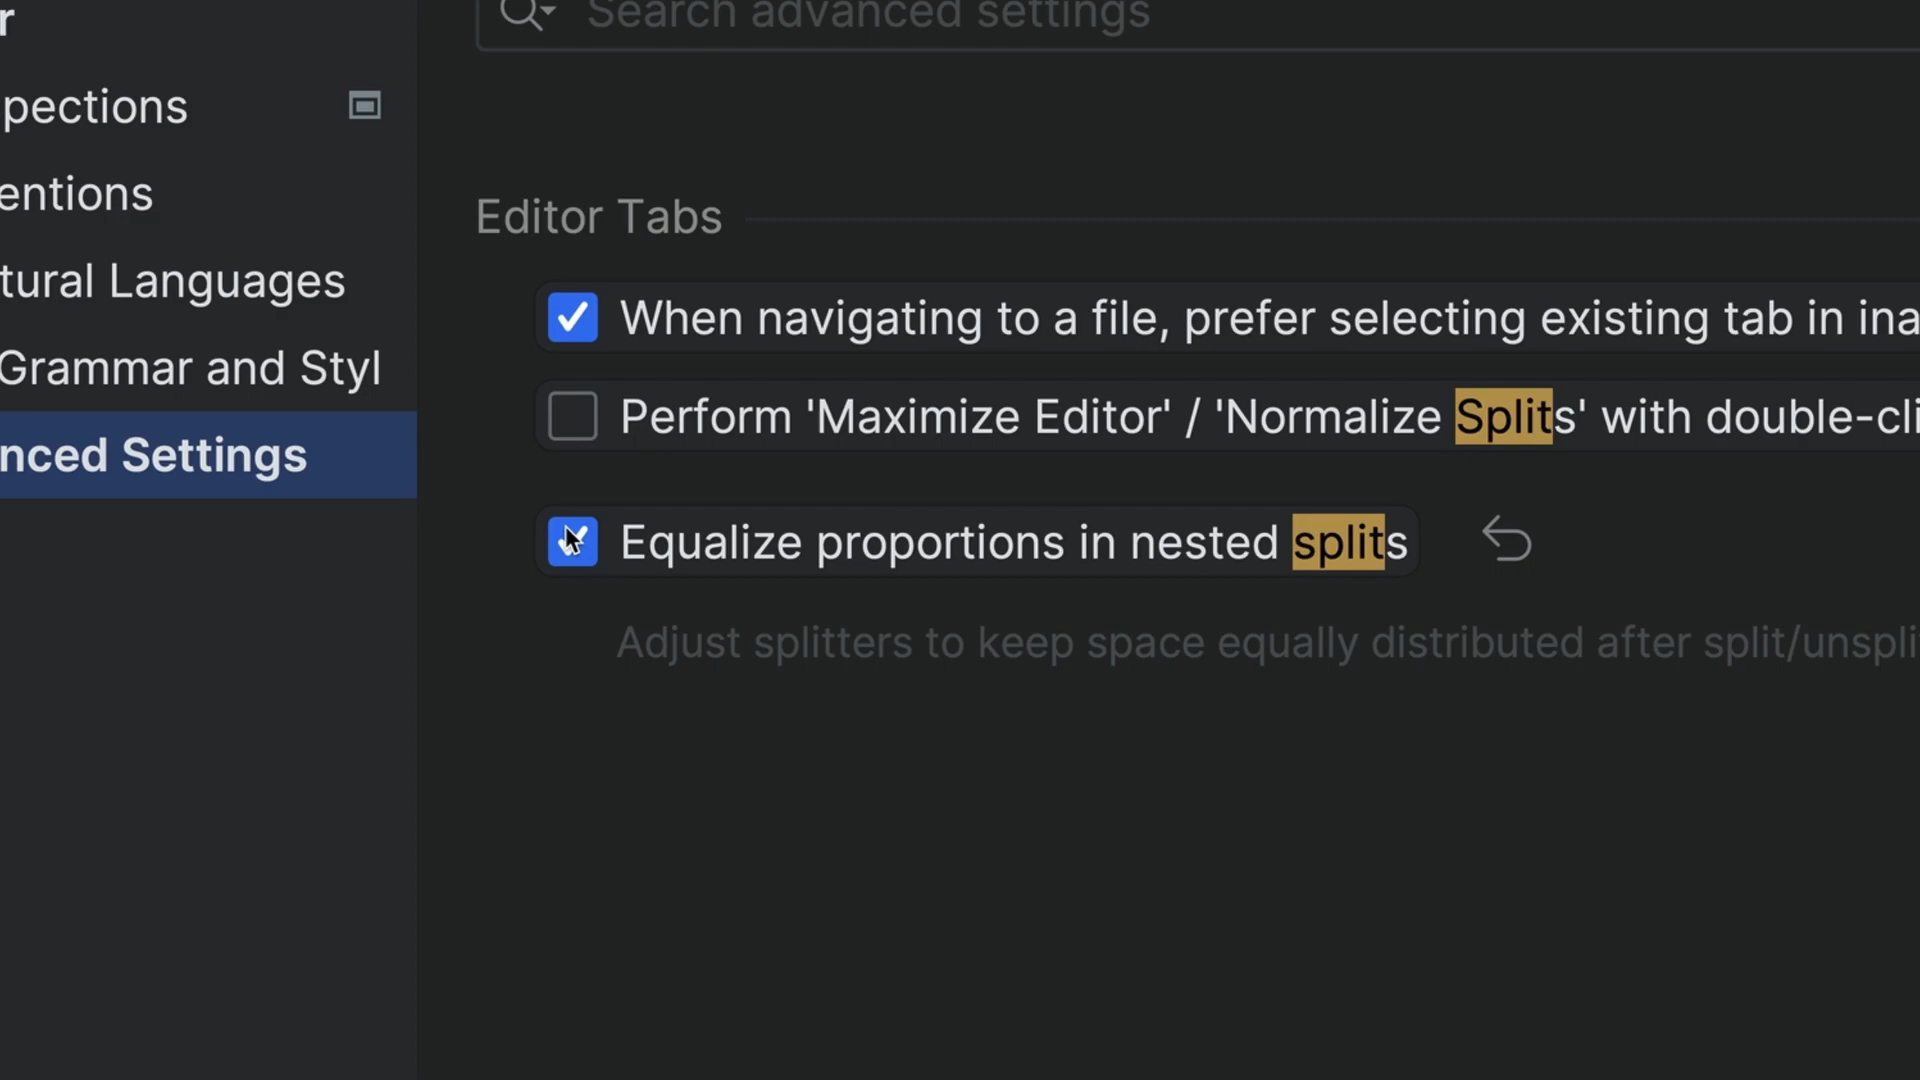 r
Search advanced settings
pections
entions
Editor Tabs
tural Languages
When navigating to a file, prefer selecting existing tab in ina
Grammar and Styl
Perform 'Maximize Editor' / 'Normalize Splits' with double-cli
nced Settings
Equalize proportions in nested splits
Adjust splitters to keep space equally distributed after split/unspli